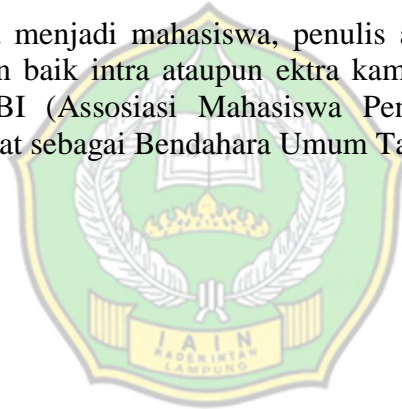 menjadi mahasiswa, penulis a
n baik intra ataupun ektra kam
BI (Assosiasi Mahasiswa Pen
at sebagai Bendahara Umum Ta
I A I N
RADEN INTAN
LAMPUNG